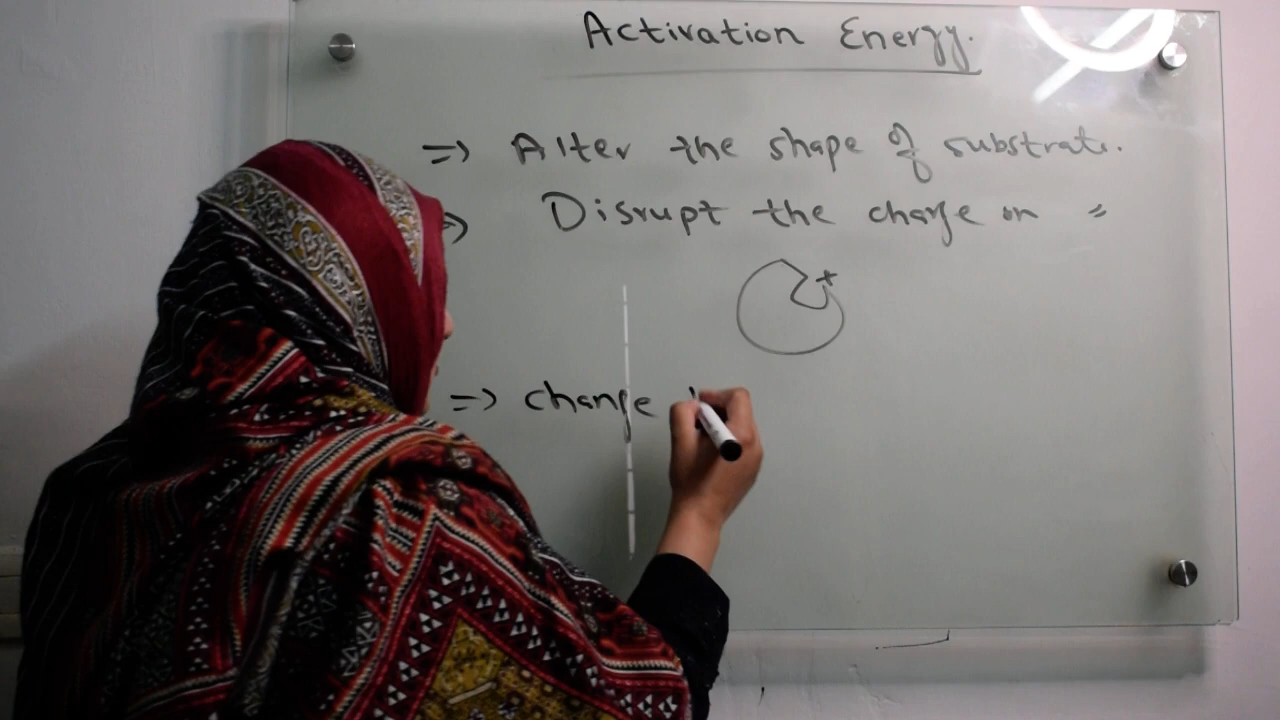 Activation Energy.
=> Alter the shape of substrate.
=> Disrupt the charge on "
+
=> change